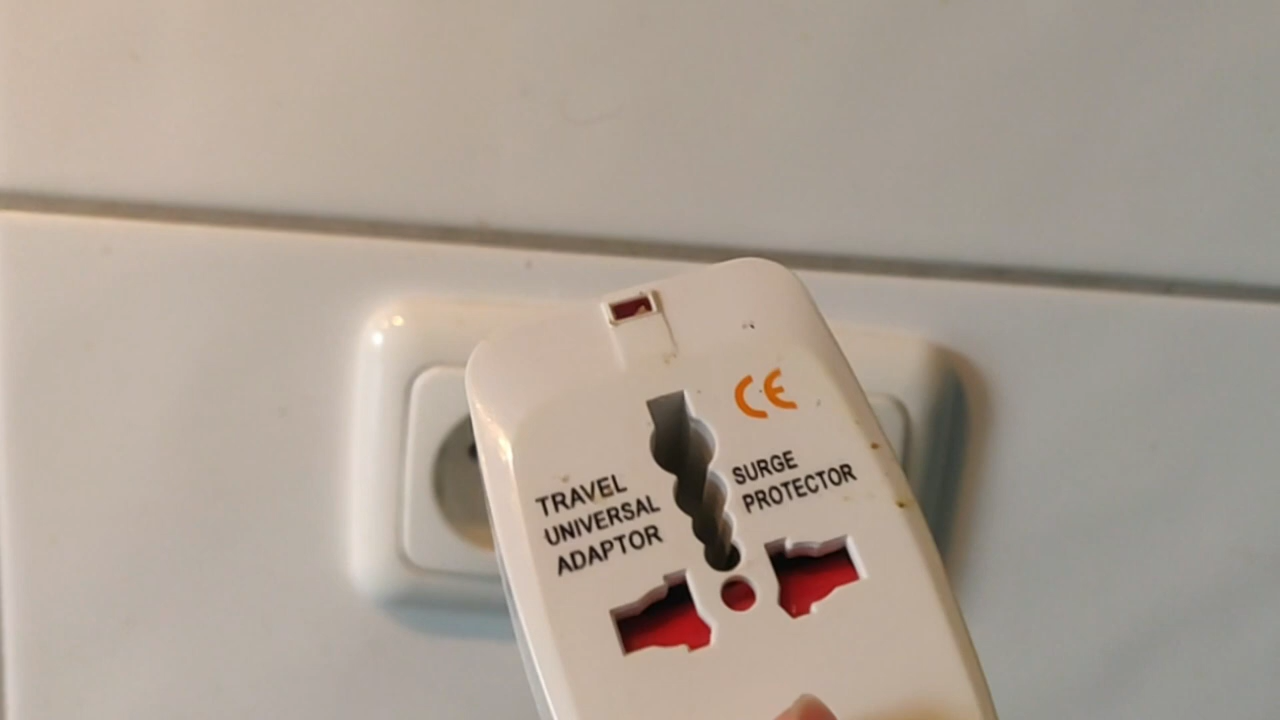 CE
TRAVEL
UNIVERSAL
ADAPTOR
SURGE
PROTECTOR